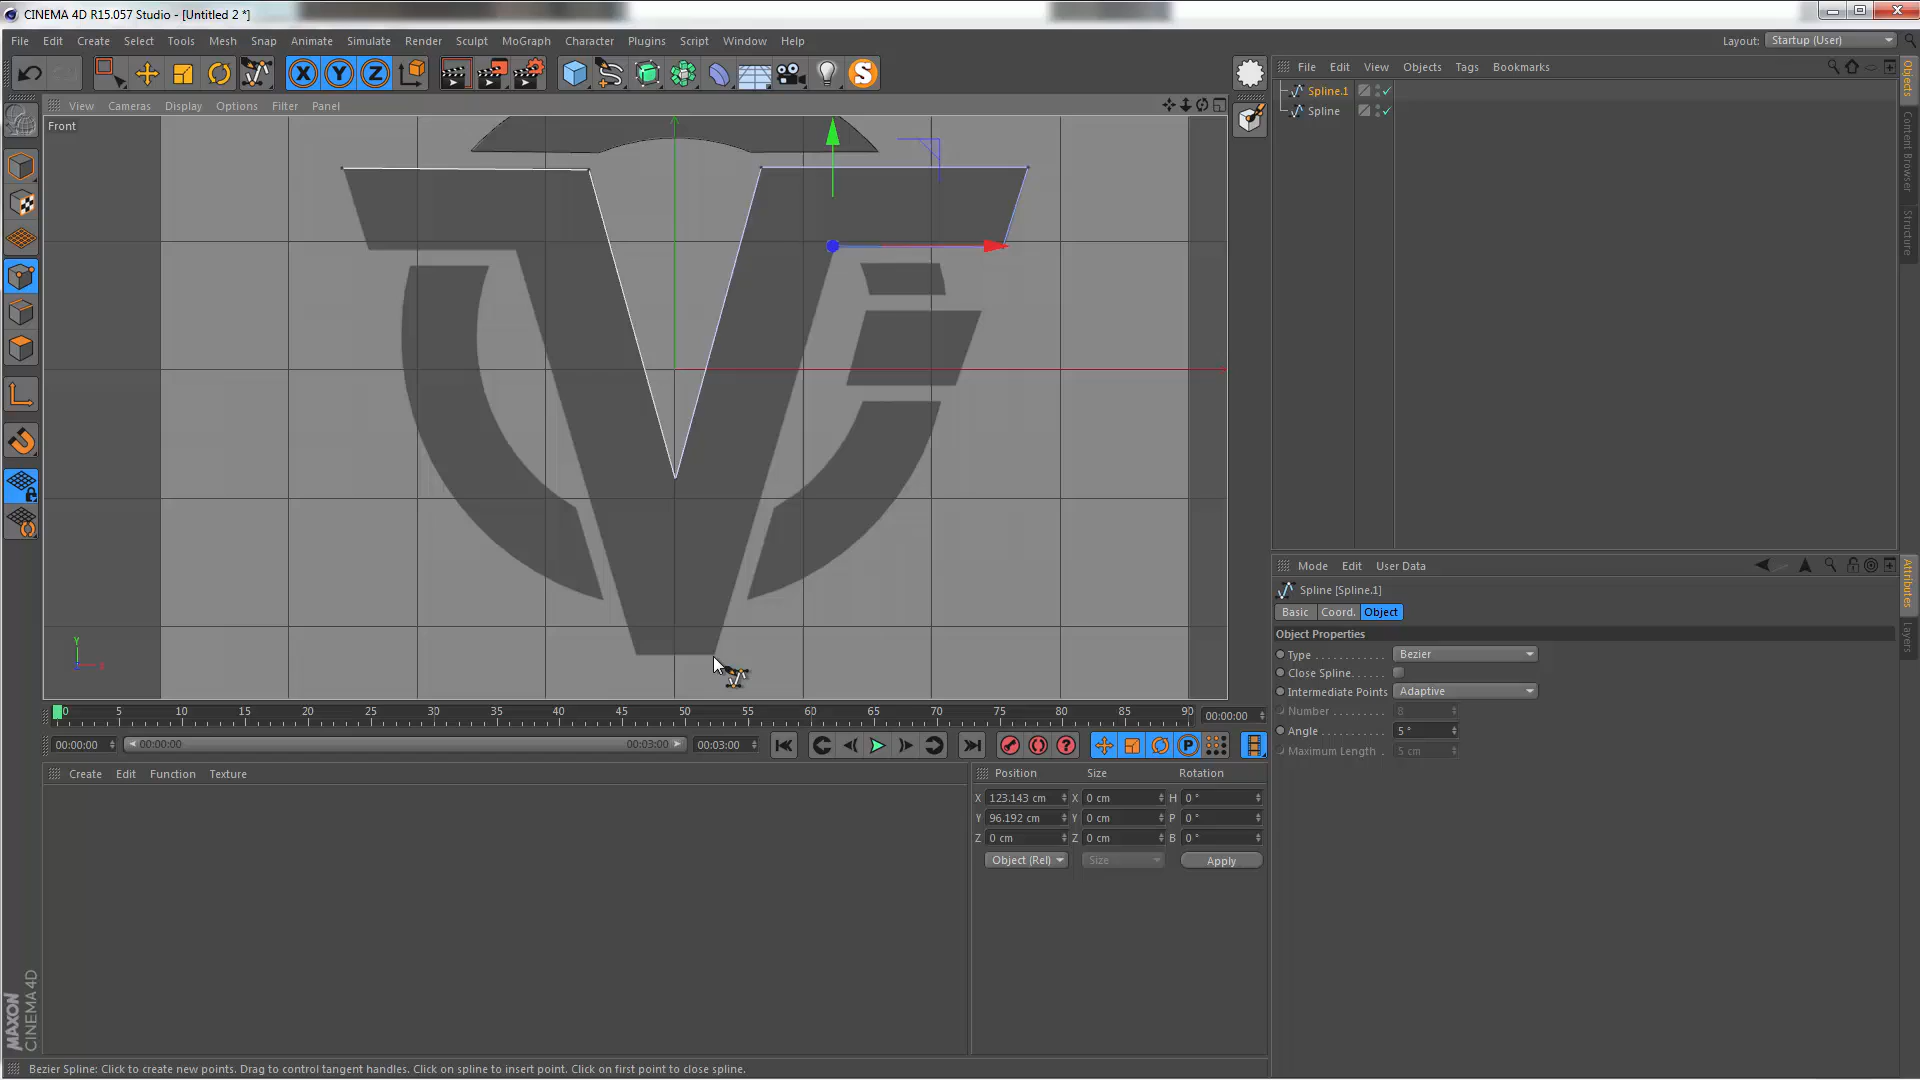 CINEMA 4D R15.057 Studio - [Untitled 2 *]
File Edit Create Select Tools Mesh Snap Animate Simulate Render Sculpt MoGraph Character Plugins Script Window Help
Layout: Startup (User)
X Y Z
File Edit View Objects Tags Bookmarks
View Cameras Display Options Filter Panel
Front
Spline.1
Spline
Objects
Content Browser
Structure
Y
X
Mode Edit User Data
Spline [Spline.1]
Basic Coord. Object
Object Properties
Type Bezier
Close Spline
Intermediate Points Adaptive
Number 8
Angle 5 °
Maximum Length 5 cm
Attributes
Layers
0 5 10 15 20 25 30 35 40 45 50 55 60 65 70 75 80 85 90 00:00:00
00:00:00 00:00:00 00:03:00 00:03:00
Create Edit Function Texture
Position Size Rotation
X 123.143 cm X 0 cm H 0 °
Y 96.192 cm Y 0 cm P 0 °
Z 0 cm Z 0 cm B 0 °
Object (Rel) Size Apply
MAXON
CINEMA 4D
Bezier Spline: Click to create new points. Drag to control tangent handles. Click on spline to insert point. Click on first point to close spline.